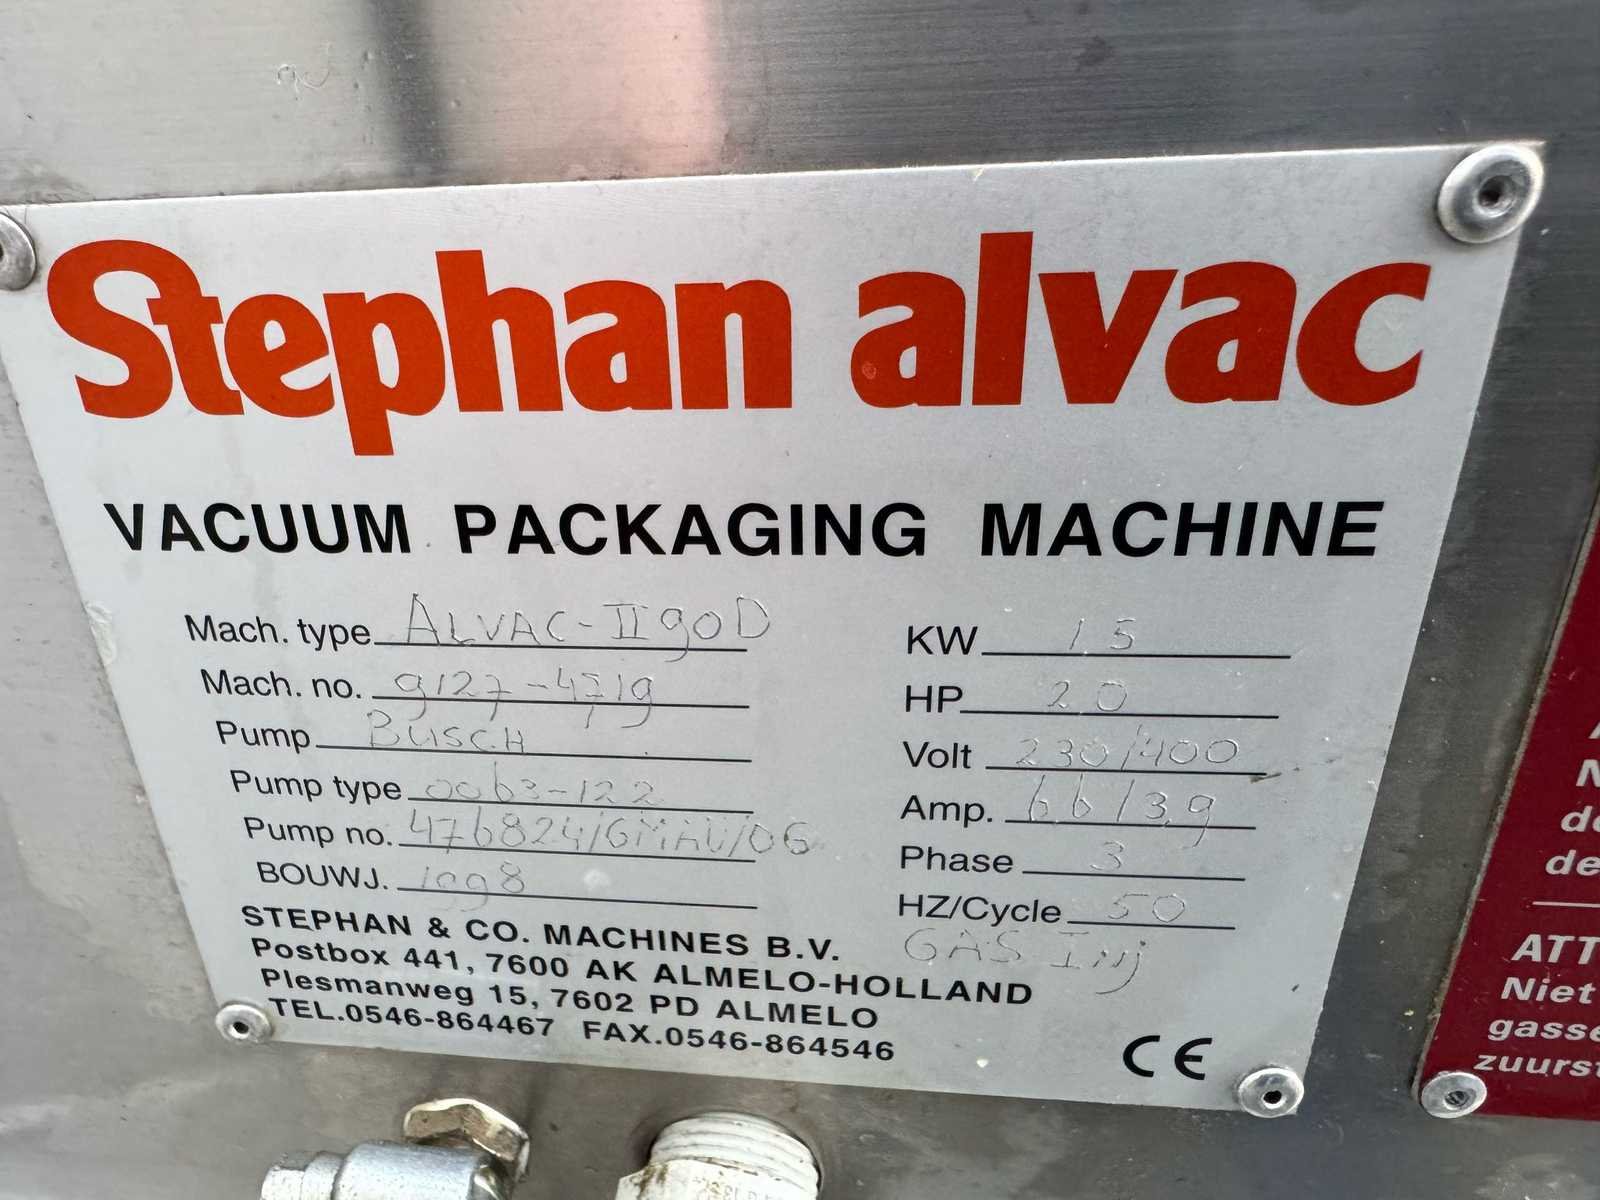 Stephan alvac
VACUUM PACKAGING MACHINE
Mach. type ALVAC-II 90D
Mach. no. 9127-4719
Pump BUSCH
Pump type 0063-122
Pump no. 476824/GMAV/06
BOUWJ. 1998
KW 1,5
HP 2.0
Volt 230/400
Amp. 6 6/3,9
Phase 3
HZ/Cycle 50
GAS Inj
STEPHAN & CO. MACHINES B.V.
Postbox 441, 7600 AK ALMELO-HOLLAND
Plesmanweg 15, 7602 PD ALMELO
TEL.0546-864467 FAX.0546-864546
CE
de
ATT
Niet
gasse
zuurst